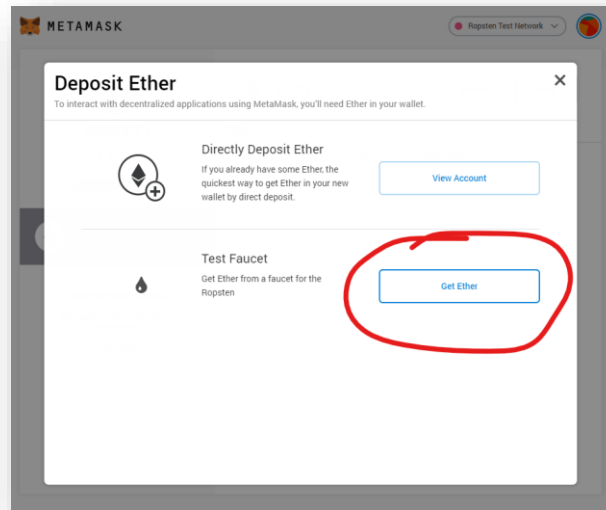 METAMASK
Ropsten Test Network
Deposit Ether
To interact with decentralized applications using MetaMask, you'll need Ether in your wallet.
Directly Deposit Ether
If you already have some Ether, the
quickest way to get Ether in your new
wallet by direct deposit.
View Account
Test Faucet
Get Ether from a faucet for the
Ropsten
Get Ether